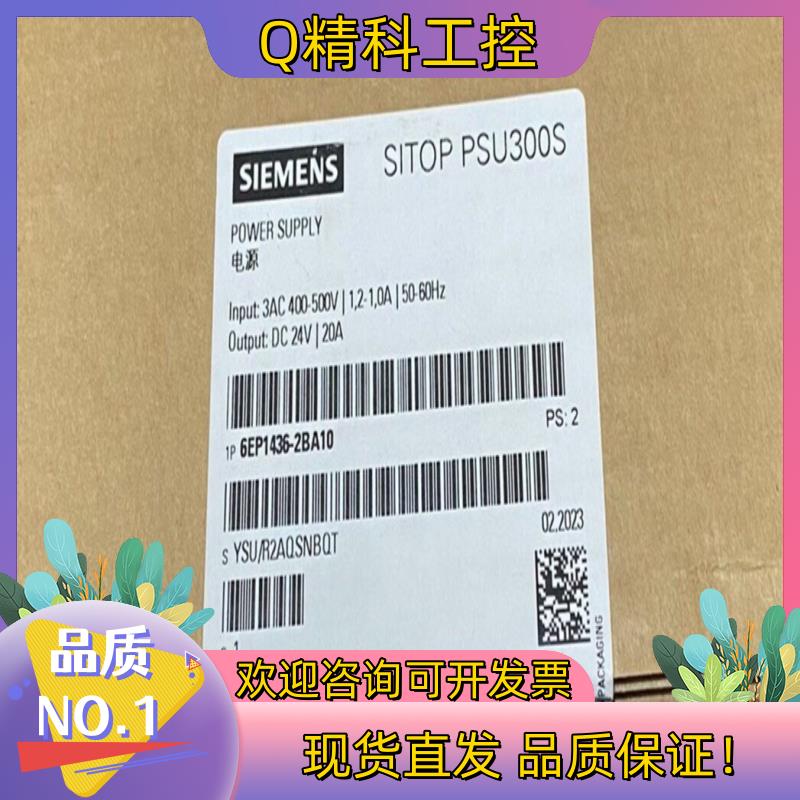 Q精科工控
SIEMENS
SITOP PSU300S
POWER SUPPLY
电源
Input: 3AC 400-500V | 1,2-1,0A | 50-60Hz
Output: DC 24V | 20A
PS: 2
1P 6EP1436-2BA10
02.2023
S YSU/R2AQSNBQT
PACKAGING
品质
NO.1
欢迎咨询可开发票
现货直发 品质保证!